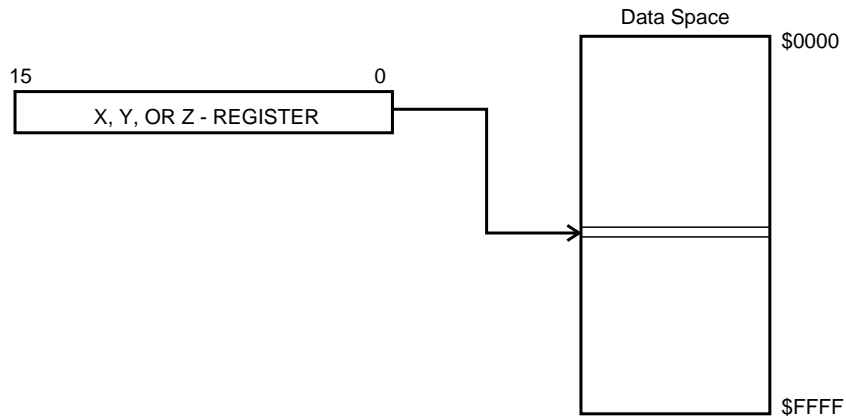 Data Space
$0000
15 0
X, Y, OR Z - REGISTER
$FFFF